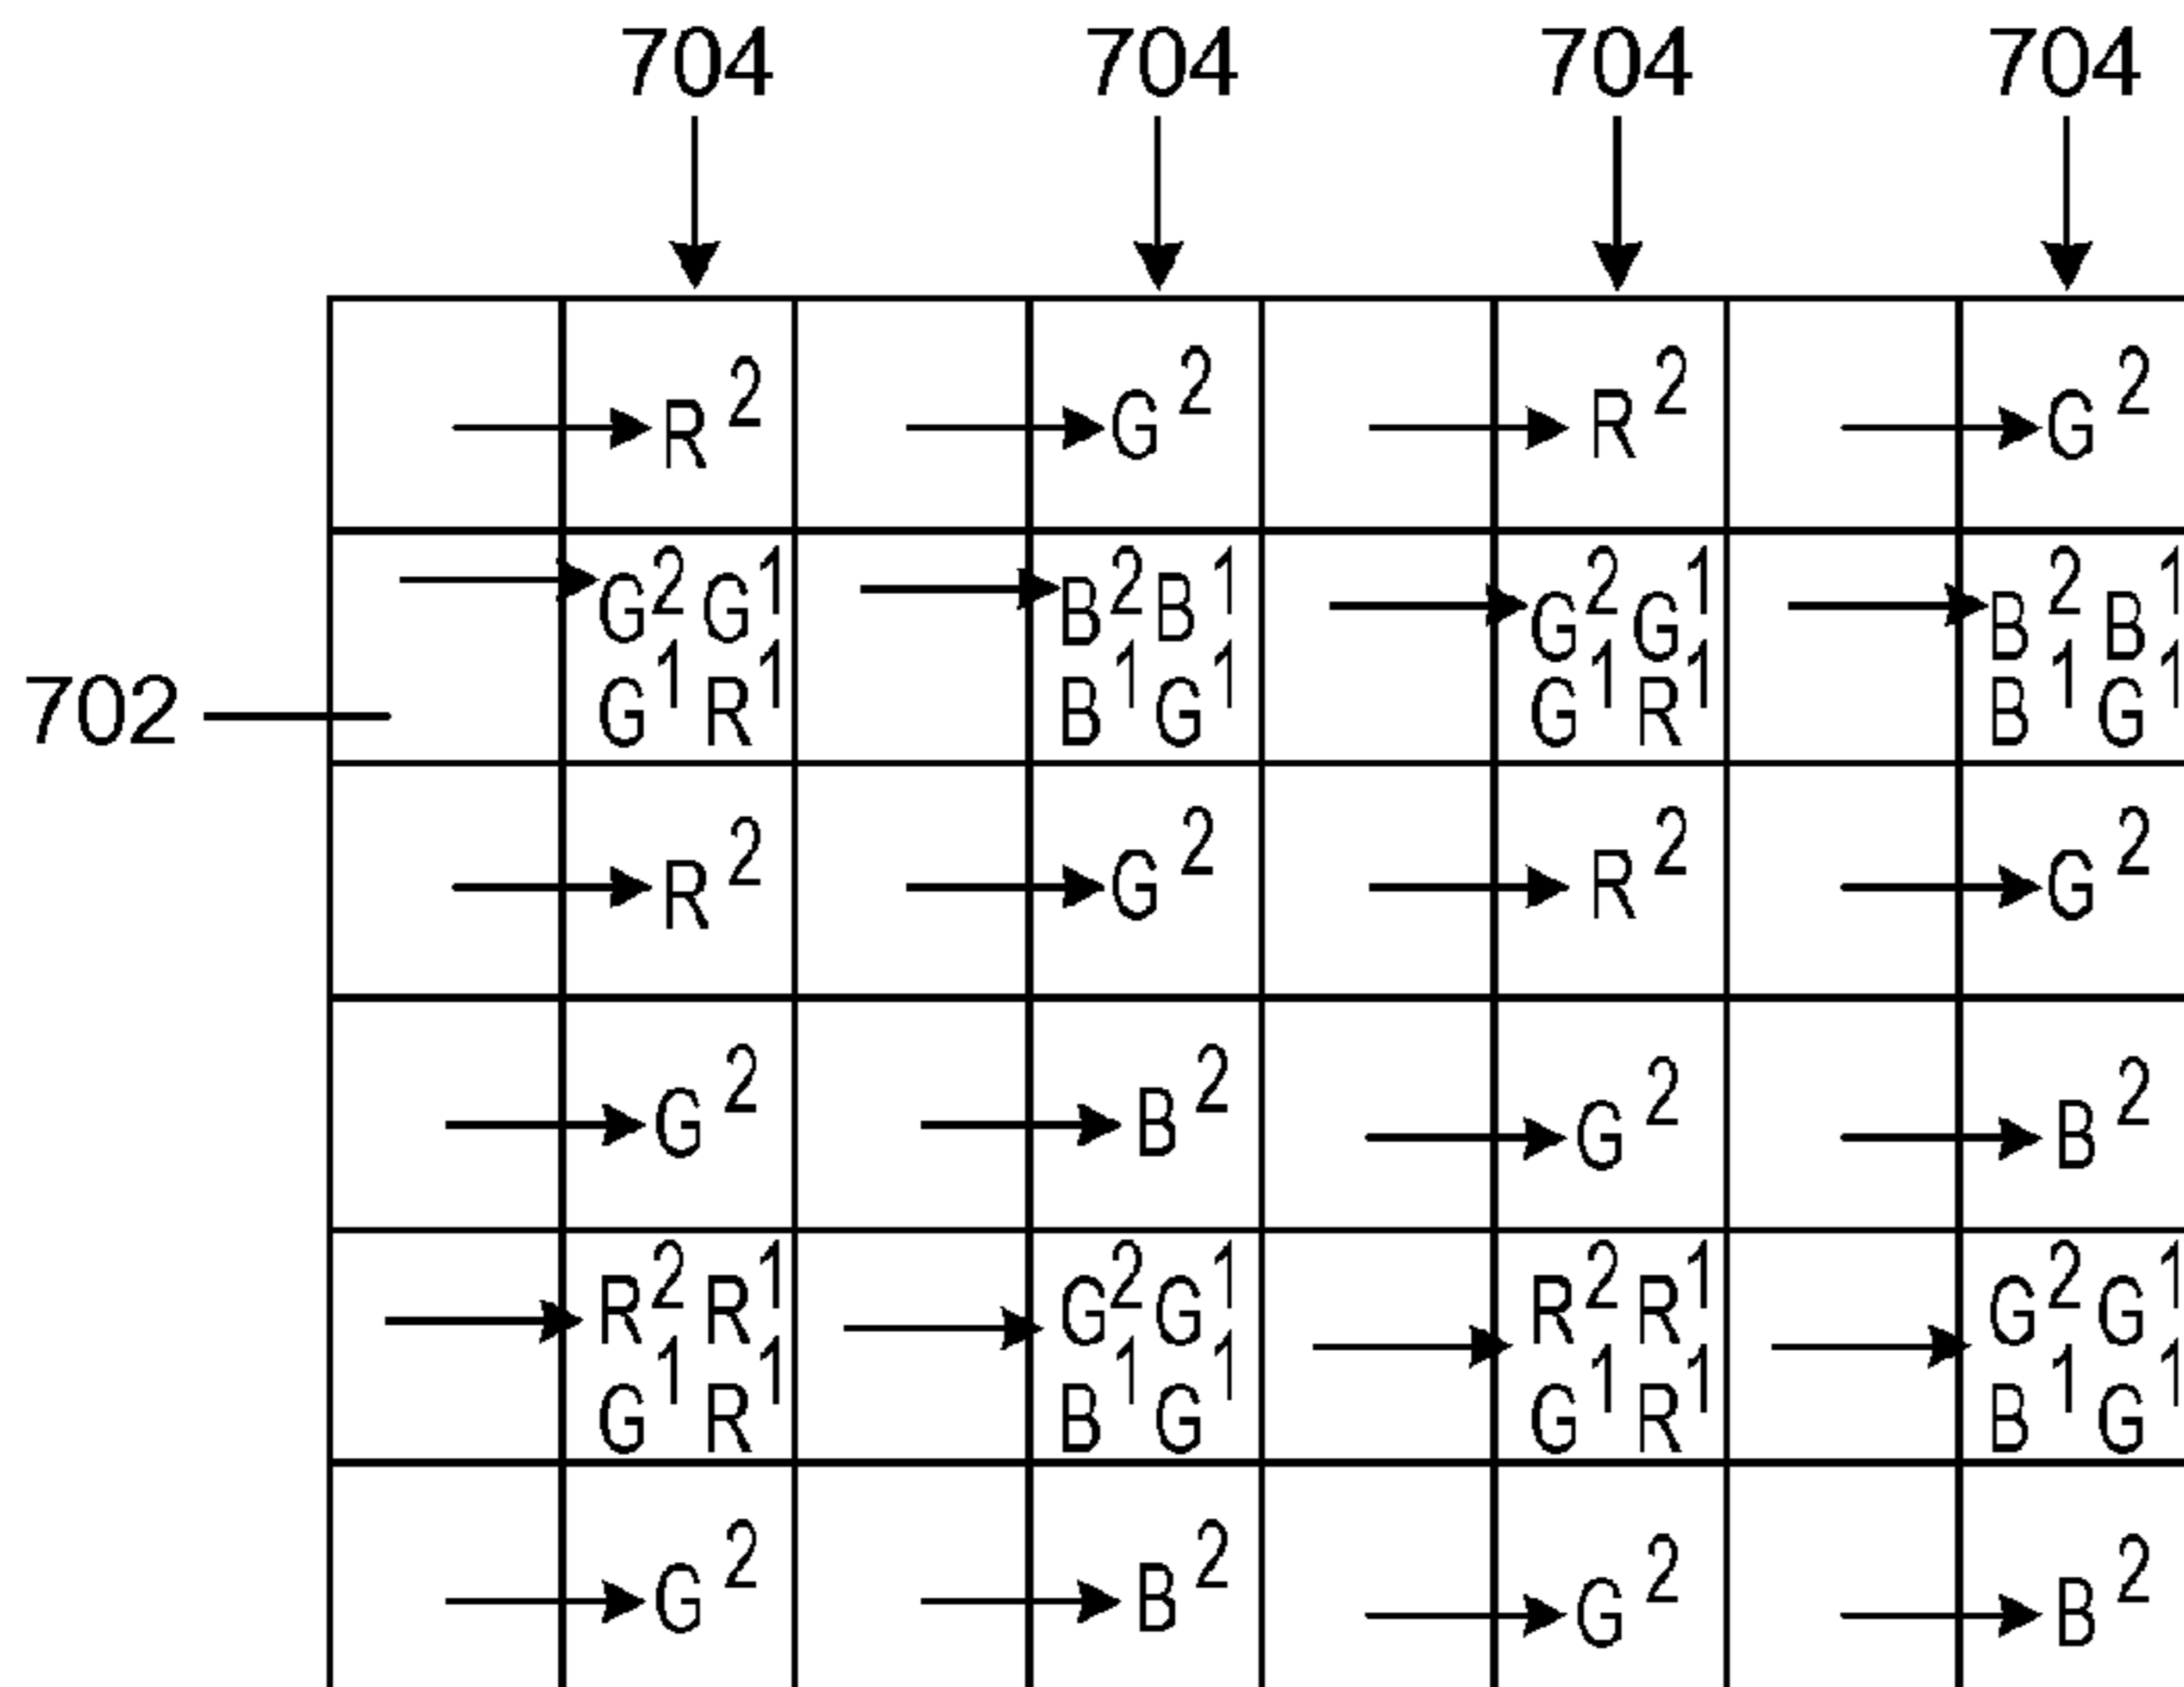 704 704 704 704
R² G² R² G²
G²G¹ B²B¹ G²G¹ B²B¹
702 G¹R¹ B¹G¹ G¹R¹ B¹G¹
R² G² R² G²
G² B² G² B²
R²R¹ G²G¹ R²R¹ G²G¹
G¹R¹ B¹G¹ G¹R¹ B¹G¹
G² B² G² B²